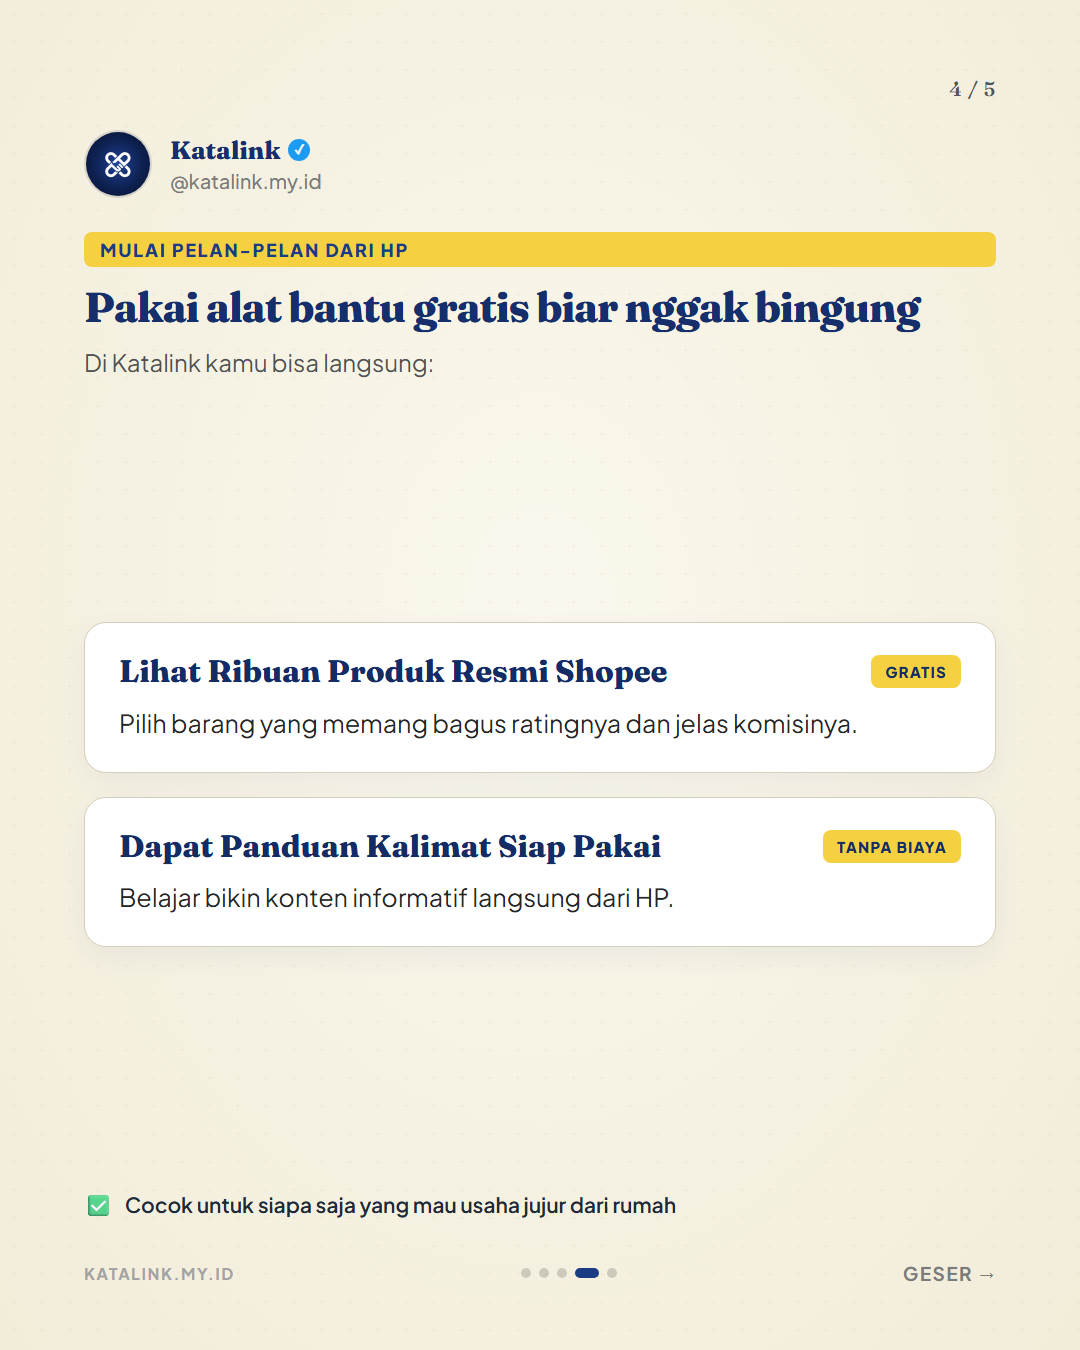 4 / 5
Katalink
@katalink.my.id
MULAI PELAN-PELAN DARI HP
Pakai alat bantu gratis biar nggak bingung
Di Katalink kamu bisa langsung:
Lihat Ribuan Produk Resmi Shopee
GRATIS
Pilih barang yang memang bagus ratingnya dan jelas komisinya.
Dapat Panduan Kalimat Siap Pakai
TANPA BIAYA
Belajar bikin konten informatif langsung dari HP.
✅ Cocok untuk siapa saja yang mau usaha jujur dari rumah
KATALINK.MY.ID
GESER →